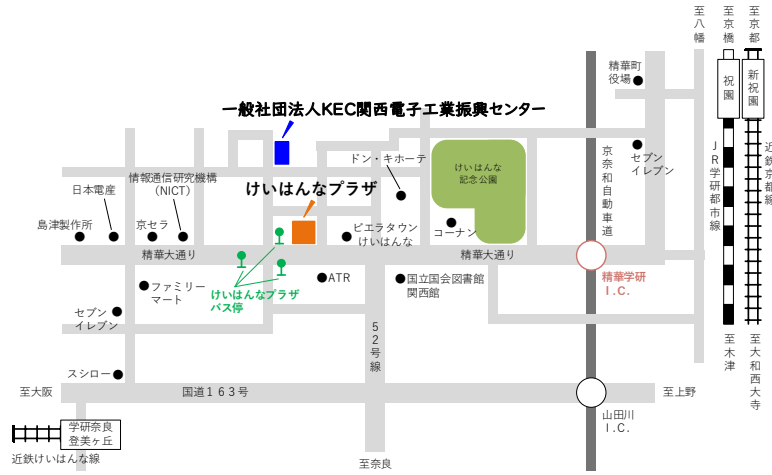 至八幡
至京橋
至京都
祝園
新祝園
精華町
役場
一般社団法人KEC関西電子工業振興センター
ドン・キホーテ
けいはんな
記念公園
京奈和自動車道
セブン
イレブン
JR学研都市線
近鉄京都線
情報通信研究機構
(NICT)
日本電産
けいはんなプラザ
島津製作所
京セラ
ピエラタウン
けいはんな
コーナン
精華大通り
精華大通り
精華学研
I.C.
ファミリー
マート
けいはんなプラザ
バス停
ATR
国立国会図書館
関西館
セブン
イレブン
52号線
至木津
至大和西大寺
スシロー
至大阪
国道163号
至上野
山田川
I.C.
学研奈良
登美ヶ丘
近鉄けいはんな線
至奈良